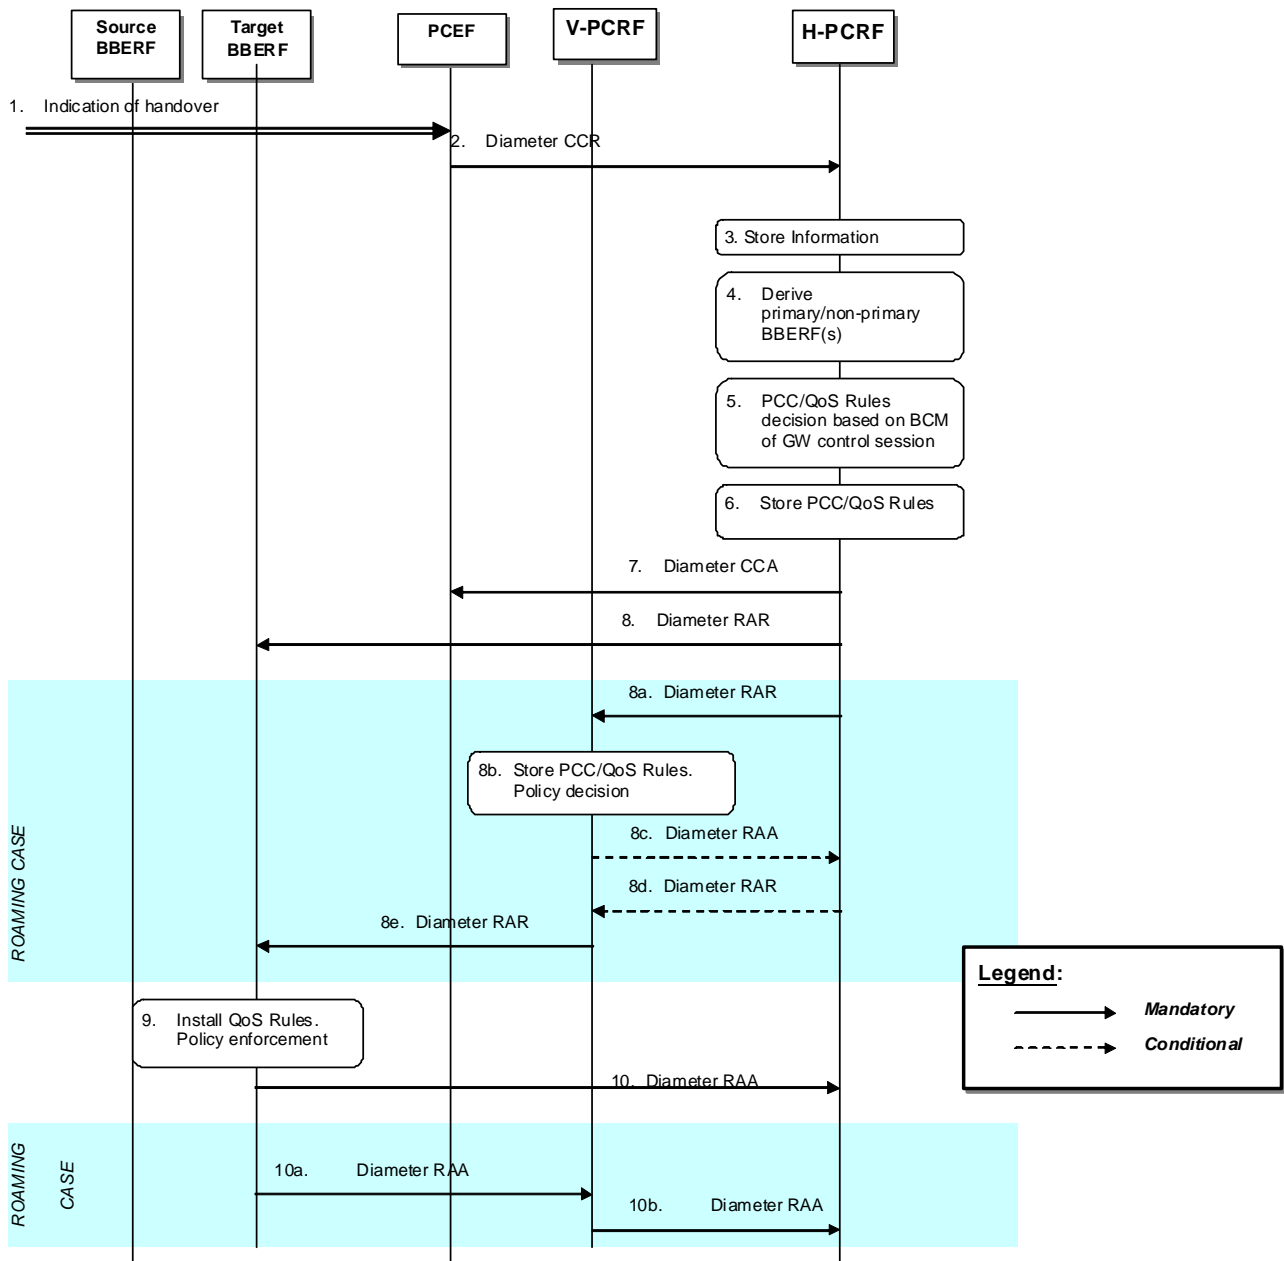 Source
BBERF
Target
BBERF
PCEF
V-PCRF
H-PCRF
1. Indication of handover
2. Diameter CCR
3. Store Information
4. Derive
primary/non-primary
BBERF(s)
5. PCC/QoS Rules
decision based on BCM
of GW control session
6. Store PCC/QoS Rules
7. Diameter CCA
8. Diameter RAR
8a. Diameter RAR
8b. Store PCC/QoS Rules.
Policy decision
8c. Diameter RAA
8d. Diameter RAR
8e. Diameter RAR
ROAMING CASE
Legend:
Mandatory
Conditional
9. Install QoS Rules.
Policy enforcement
10. Diameter RAA
ROAMING
CASE
10a. Diameter RAA
10b. Diameter RAA